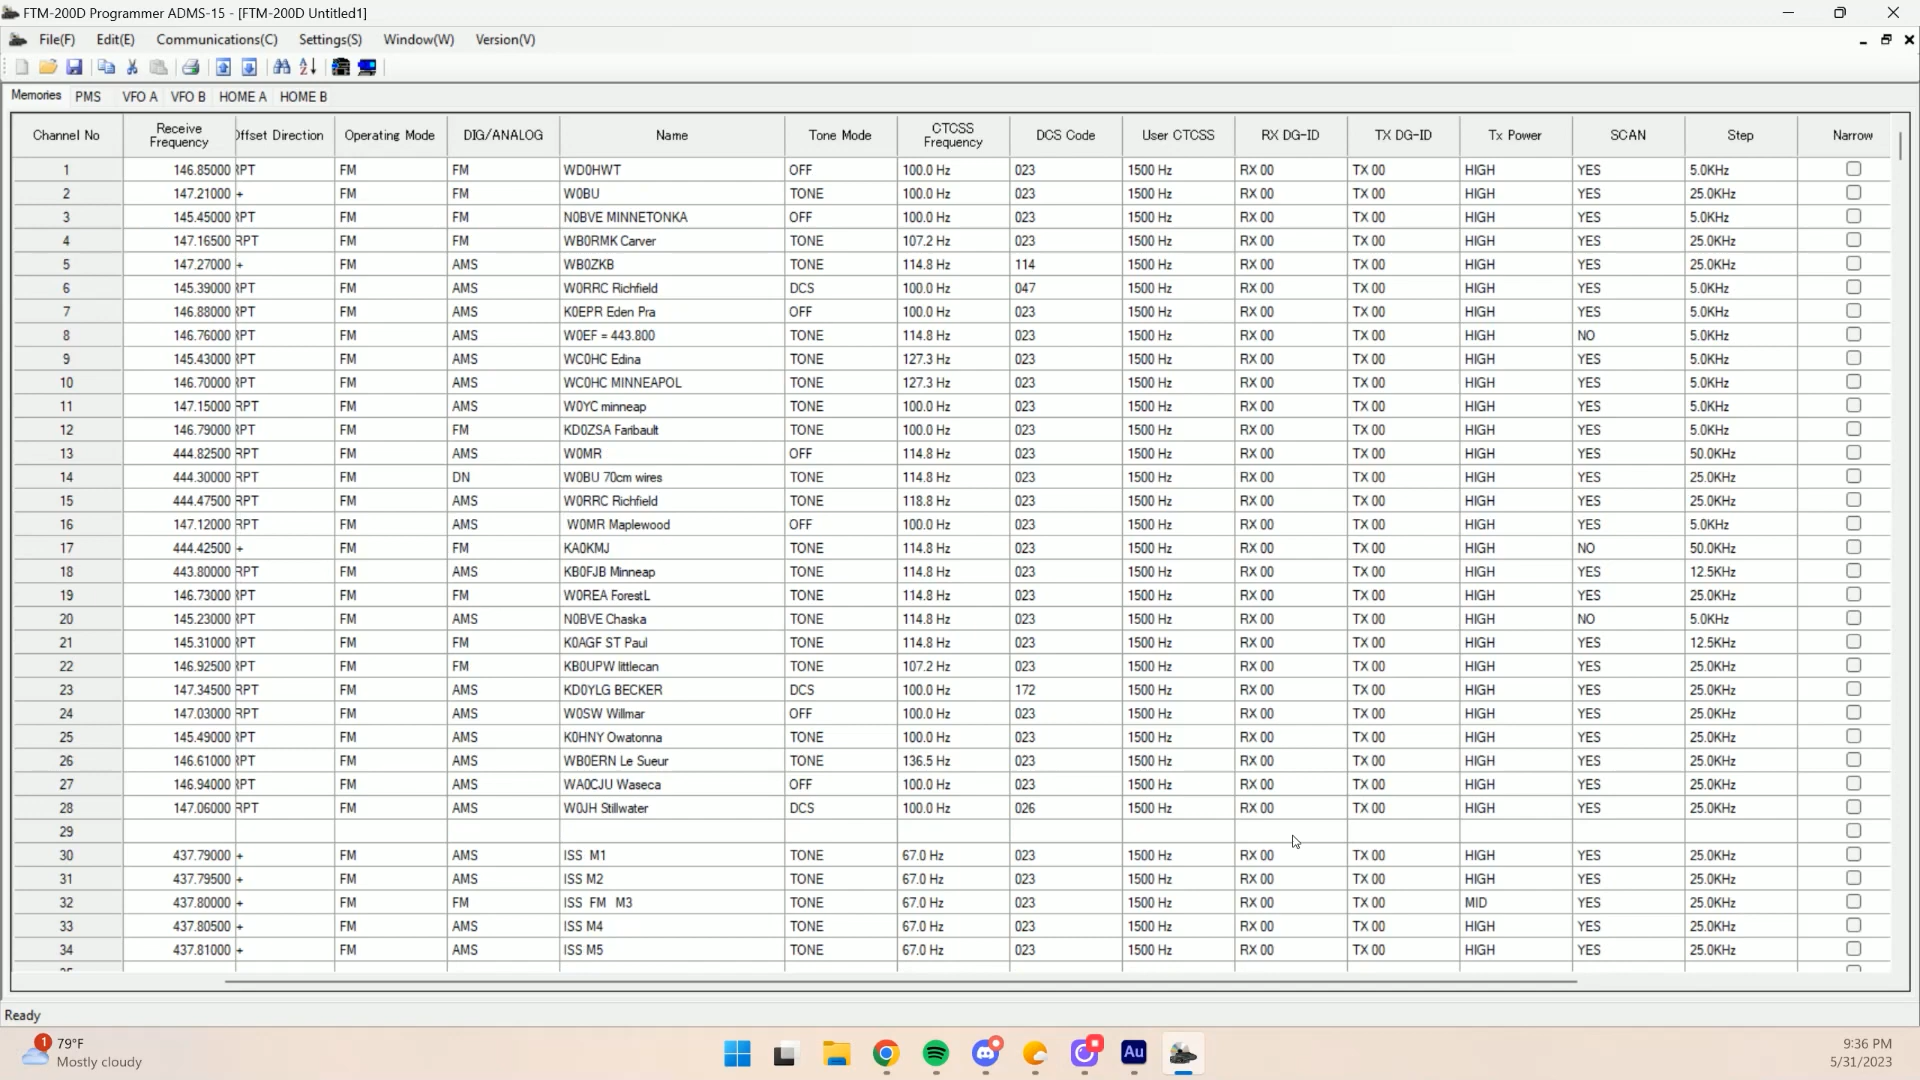 FTM-200D Programmer ADMS-15 - [FTM-200D Untitled1]
File(F) Edit(E) Communications(C) Settings(S) Window(W) Version(V)
Memories PMS VFO A VFO B HOME A HOME B
Channel No Receive Frequency Offset Direction Operating Mode DIG/ANALOG Name Tone Mode CTCSS Frequency DCS Code User CTCSS RX DG-ID TX DG-ID Tx Power SCAN Step Narrow
1 146.85000 RPT FM FM WD0HWT OFF 100.0 Hz 023 1500 Hz RX 00 TX 00 HIGH YES 5.0KHz
2 147.21000 + FM FM W0BU TONE 100.0 Hz 023 1500 Hz RX 00 TX 00 HIGH YES 25.0KHz
3 145.45000 RPT FM FM N0BVE MINNETONKA OFF 100.0 Hz 023 1500 Hz RX 00 TX 00 HIGH YES 5.0KHz
4 147.16500 RPT FM FM WB0RMK Carver TONE 107.2 Hz 023 1500 Hz RX 00 TX 00 HIGH YES 25.0KHz
5 147.27000 + FM AMS WB0ZKB TONE 114.8 Hz 114 1500 Hz RX 00 TX 00 HIGH YES 25.0KHz
6 145.39000 RPT FM AMS W0RRC Richfield DCS 100.0 Hz 047 1500 Hz RX 00 TX 00 HIGH YES 5.0KHz
7 146.88000 RPT FM AMS K0EPR Eden Pra OFF 100.0 Hz 023 1500 Hz RX 00 TX 00 HIGH YES 5.0KHz
8 146.76000 RPT FM AMS W0EF = 443.800 TONE 114.8 Hz 023 1500 Hz RX 00 TX 00 HIGH NO 5.0KHz
9 145.43000 RPT FM AMS WC0HC Edina TONE 127.3 Hz 023 1500 Hz RX 00 TX 00 HIGH YES 5.0KHz
10 146.70000 RPT FM AMS WC0HC MINNEAPOL TONE 127.3 Hz 023 1500 Hz RX 00 TX 00 HIGH YES 5.0KHz
11 147.15000 RPT FM AMS W0YC minneap TONE 100.0 Hz 023 1500 Hz RX 00 TX 00 HIGH YES 5.0KHz
12 146.79000 RPT FM FM KD0ZSA Faribault TONE 100.0 Hz 023 1500 Hz RX 00 TX 00 HIGH YES 5.0KHz
13 444.82500 RPT FM AMS W0MR OFF 114.8 Hz 023 1500 Hz RX 00 TX 00 HIGH YES 50.0KHz
14 444.30000 RPT FM DN W0BU 70cm wires TONE 114.8 Hz 023 1500 Hz RX 00 TX 00 HIGH YES 25.0KHz
15 444.47500 RPT FM AMS W0RRC Richfield TONE 118.8 Hz 023 1500 Hz RX 00 TX 00 HIGH YES 25.0KHz
16 147.12000 RPT FM AMS W0MR Maplewood OFF 100.0 Hz 023 1500 Hz RX 00 TX 00 HIGH YES 5.0KHz
17 444.42500 + FM FM KA0KMJ TONE 114.8 Hz 023 1500 Hz RX 00 TX 00 HIGH NO 50.0KHz
18 443.80000 RPT FM AMS KB0FJB Minneap TONE 114.8 Hz 023 1500 Hz RX 00 TX 00 HIGH YES 12.5KHz
19 146.73000 RPT FM FM W0REA ForestL TONE 114.8 Hz 023 1500 Hz RX 00 TX 00 HIGH YES 25.0KHz
20 145.23000 RPT FM AMS N0BVE Chaska TONE 114.8 Hz 023 1500 Hz RX 00 TX 00 HIGH NO 5.0KHz
21 145.31000 RPT FM FM K0AGF ST Paul TONE 114.8 Hz 023 1500 Hz RX 00 TX 00 HIGH YES 12.5KHz
22 146.92500 RPT FM FM KB0UPW littlecan TONE 107.2 Hz 023 1500 Hz RX 00 TX 00 HIGH YES 25.0KHz
23 147.34500 RPT FM AMS KD0YLG BECKER DCS 100.0 Hz 172 1500 Hz RX 00 TX 00 HIGH YES 25.0KHz
24 147.03000 RPT FM AMS W0SW Willmar OFF 100.0 Hz 023 1500 Hz RX 00 TX 00 HIGH YES 25.0KHz
25 145.49000 RPT FM AMS K0HNY Owatonna TONE 100.0 Hz 023 1500 Hz RX 00 TX 00 HIGH YES 25.0KHz
26 146.61000 RPT FM AMS WB0ERN Le Sueur TONE 136.5 Hz 023 1500 Hz RX 00 TX 00 HIGH YES 25.0KHz
27 146.94000 RPT FM AMS WA0CJU Waseca OFF 100.0 Hz 023 1500 Hz RX 00 TX 00 HIGH YES 25.0KHz
28 147.06000 RPT FM AMS W0JH Stillwater DCS 100.0 Hz 026 1500 Hz RX 00 TX 00 HIGH YES 25.0KHz
29
30 437.79000 + FM AMS ISS M1 TONE 67.0 Hz 023 1500 Hz RX 00 TX 00 HIGH YES 25.0KHz
31 437.79500 + FM AMS ISS M2 TONE 67.0 Hz 023 1500 Hz RX 00 TX 00 HIGH YES 25.0KHz
32 437.80000 + FM FM ISS FM M3 TONE 67.0 Hz 023 1500 Hz RX 00 TX 00 MID YES 25.0KHz
33 437.80500 + FM AMS ISS M4 TONE 67.0 Hz 023 1500 Hz RX 00 TX 00 HIGH YES 25.0KHz
34 437.81000 + FM AMS ISS M5 TONE 67.0 Hz 023 1500 Hz RX 00 TX 00 HIGH YES 25.0KHz
Ready
1 79°F
Mostly cloudy
Au
9:36 PM
5/31/2023